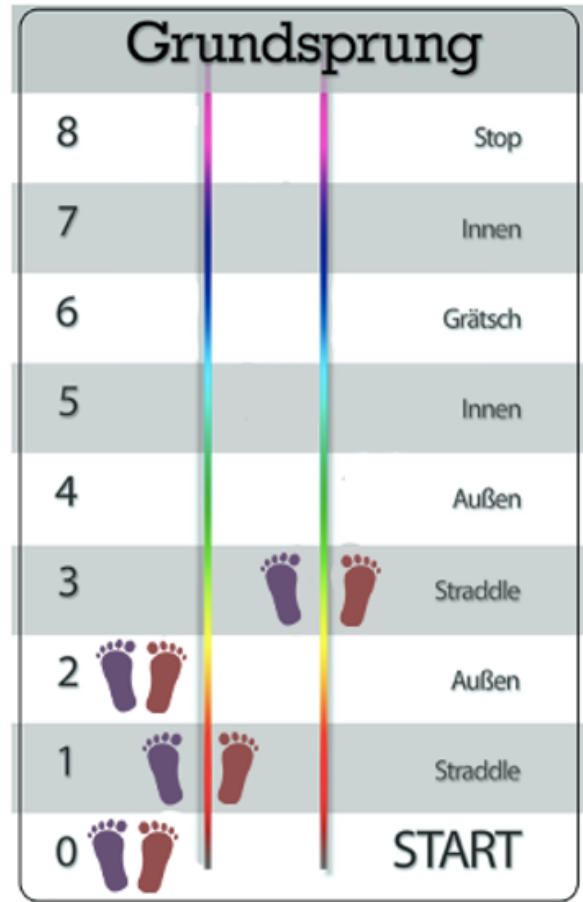 Grundsprung
8 Stop
7 Innen
6 Grätsch
5 Innen
4 Außen
3 Straddle
2 Außen
1 Straddle
0 START